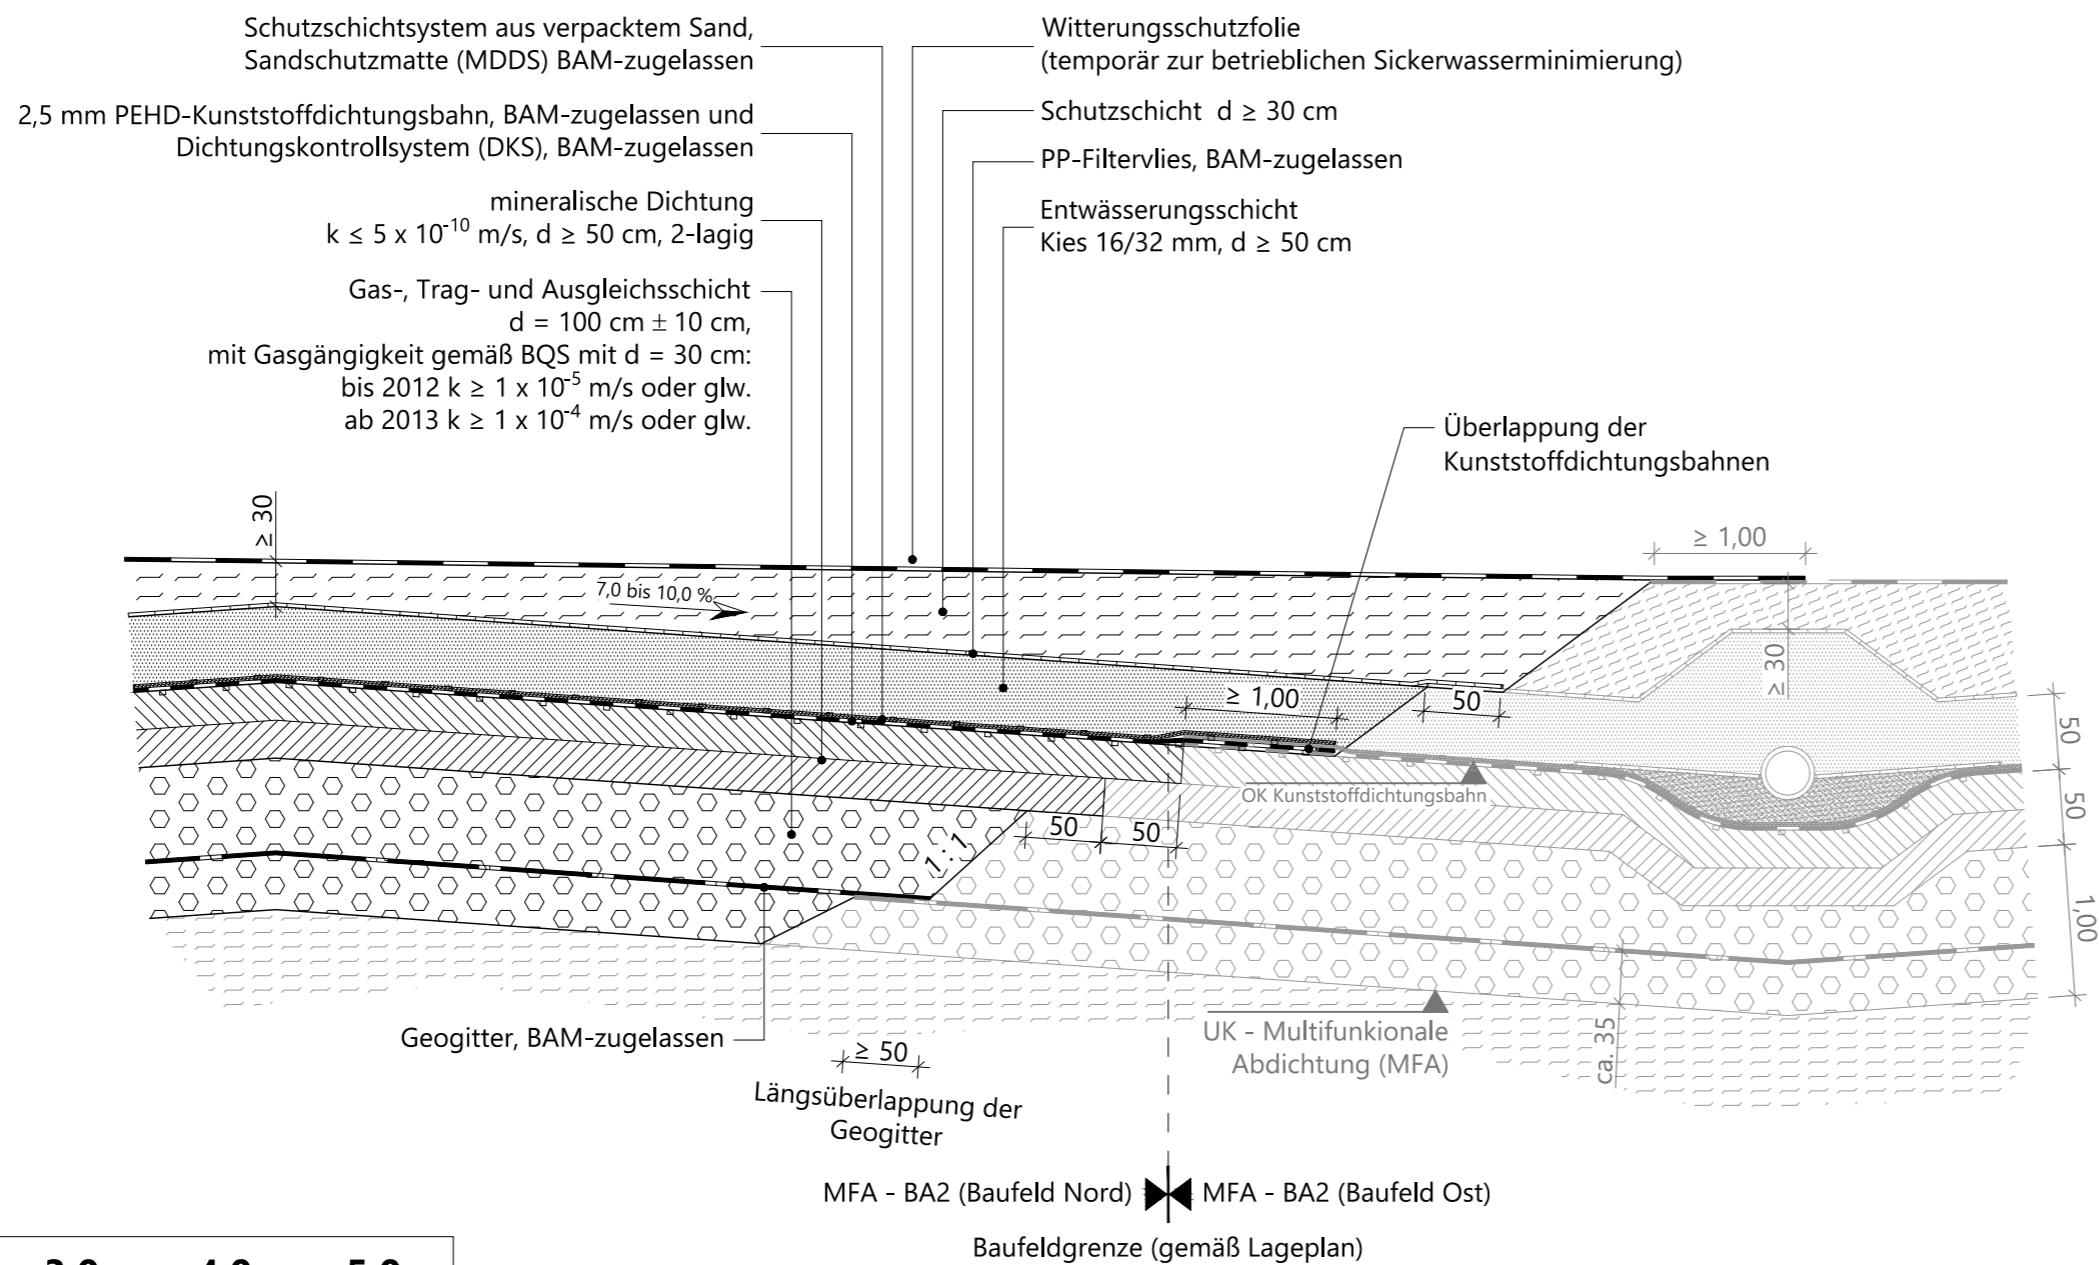 Schutzschichtsystem aus verpacktem Sand,
Sandschutzmatte (MDDS) BAM-zugelassen
2,5 mm PEHD-Kunststoffdichtungsbahn, BAM-zugelassen und
Dichtungskontrollsystem (DKS), BAM-zugelassen
mineralische Dichtung
k ≤ 5 x 10⁻¹⁰ m/s, d ≥ 50 cm, 2-lagig
Gas-, Trag- und Ausgleichsschicht
d = 100 cm ± 10 cm,
mit Gasgängigkeit gemäß BQS mit d = 30 cm:
bis 2012 k ≥ 1 x 10⁻⁵ m/s oder glw.
ab 2013 k ≥ 1 x 10⁻⁴ m/s oder glw.
Witterungsschutzfolie
(temporär zur betrieblichen Sickerwasserminimierung)
Schutzschicht d ≥ 30 cm
PP-Filtervlies, BAM-zugelassen
Entwässerungsschicht
Kies 16/32 mm, d ≥ 50 cm
Überlappung der
Kunststoffdichtungsbahnen
≥ 30
≥ 1,00
7,0 bis 10,0 %
≥ 30
≥ 1,00
50
50
OK Kunststoffdichtungsbahn
50
50
50
1 : 1
1,00
Geogitter, BAM-zugelassen
≥ 50
Längsüberlappung der
Geogitter
UK - Multifunkionale
Abdichtung (MFA)
ca. 35
MFA - BA2 (Baufeld Nord)
MFA - BA2 (Baufeld Ost)
Baufeldgrenze (gemäß Lageplan)